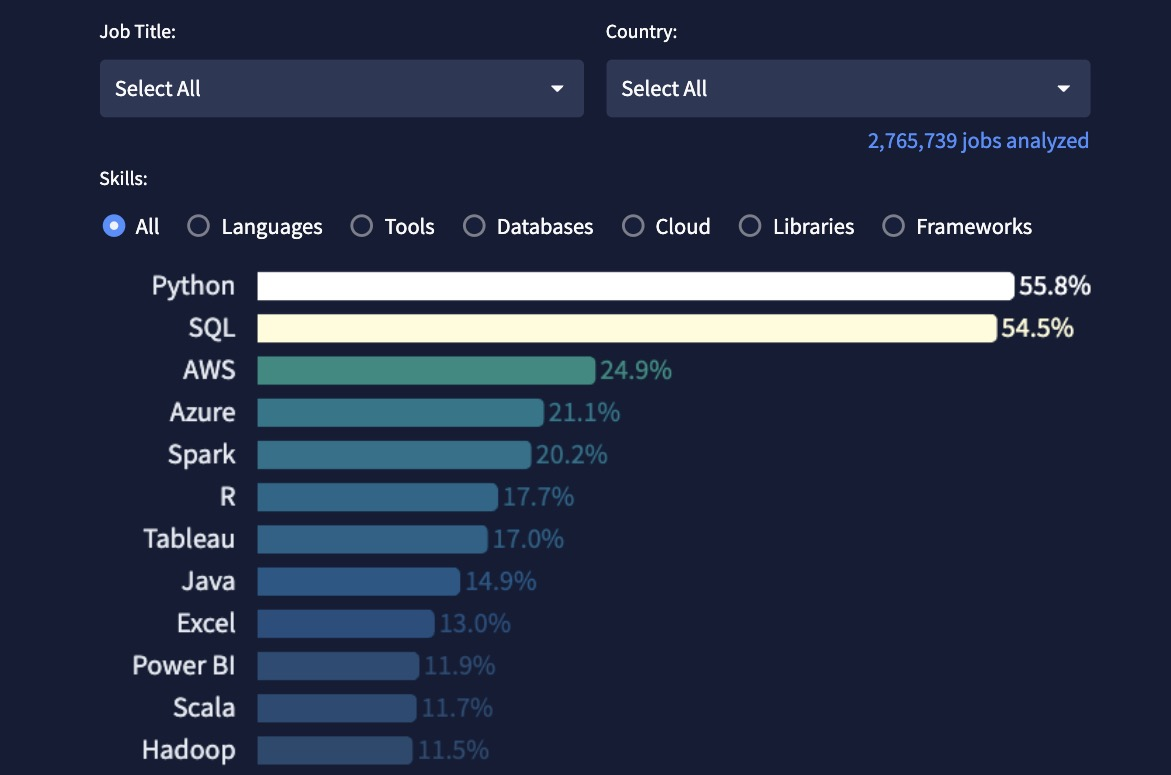 Job Title: Country:
Select All Select All
2,765,739 jobs analyzed
Skills:
All Languages Tools Databases Cloud Libraries Frameworks
Python 55.8%
SQL 54.5%
AWS 24.9%
Azure 21.1%
Spark 20.2%
R 17.7%
Tableau 17.0%
Java 14.9%
Excel 13.0%
Power BI 11.9%
Scala 11.7%
Hadoop 11.5%